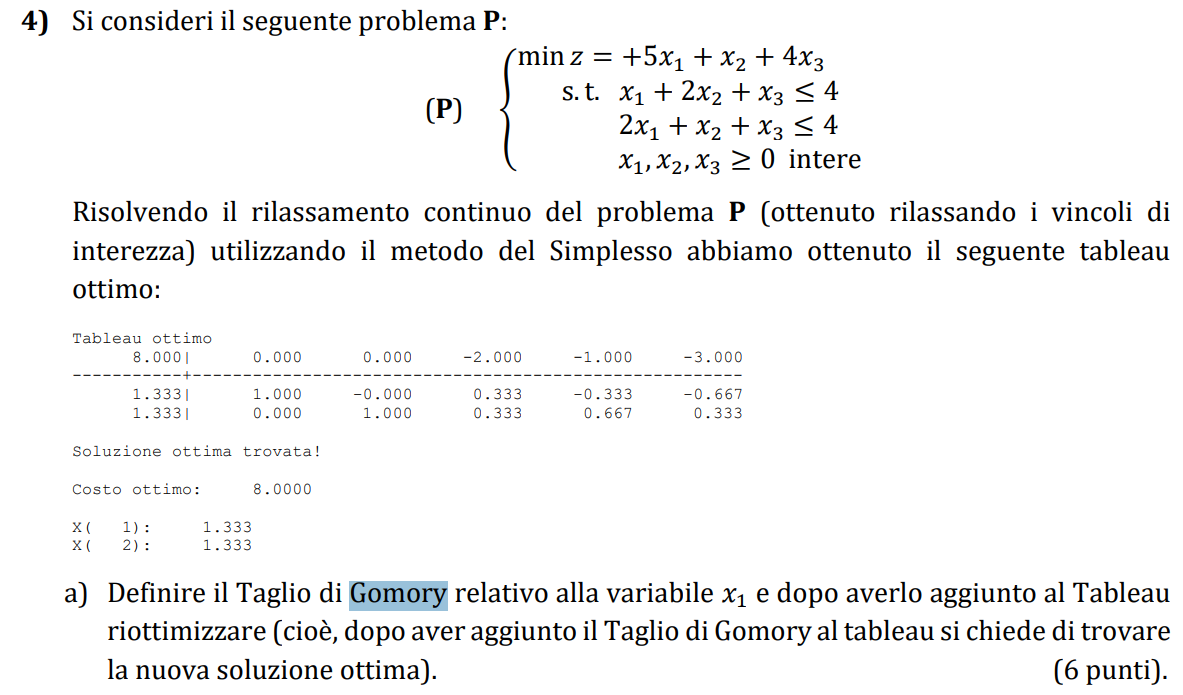 4) Si consideri il seguente problema P:
min z = +5x₁ + x₂ + 4x₃
s. t. x₁ + 2x₂ + x₃ ≤ 4
(P)
2x₁ + x₂ + x₃ ≤ 4
x₁, x₂, x₃ ≥ 0 intere
Risolvendo il rilassamento continuo del problema P (ottenuto rilassando i vincoli di
interezza) utilizzando il metodo del Simplesso abbiamo ottenuto il seguente tableau
ottimo:
Tableau ottimo
8.000| 0.000 0.000 -2.000 -1.000 -3.000
-----------+-------------------------------------------------------
1.333| 1.000 -0.000 0.333 -0.333 -0.667
1.333| 0.000 1.000 0.333 0.667 0.333
Soluzione ottima trovata!
Costo ottimo: 8.0000
X( 1): 1.333
X( 2): 1.333
a) Definire il Taglio di Gomory relativo alla variabile x₁ e dopo averlo aggiunto al Tableau
riottimizzare (cioè, dopo aver aggiunto il Taglio di Gomory al tableau si chiede di trovare
la nuova soluzione ottima). (6 punti).